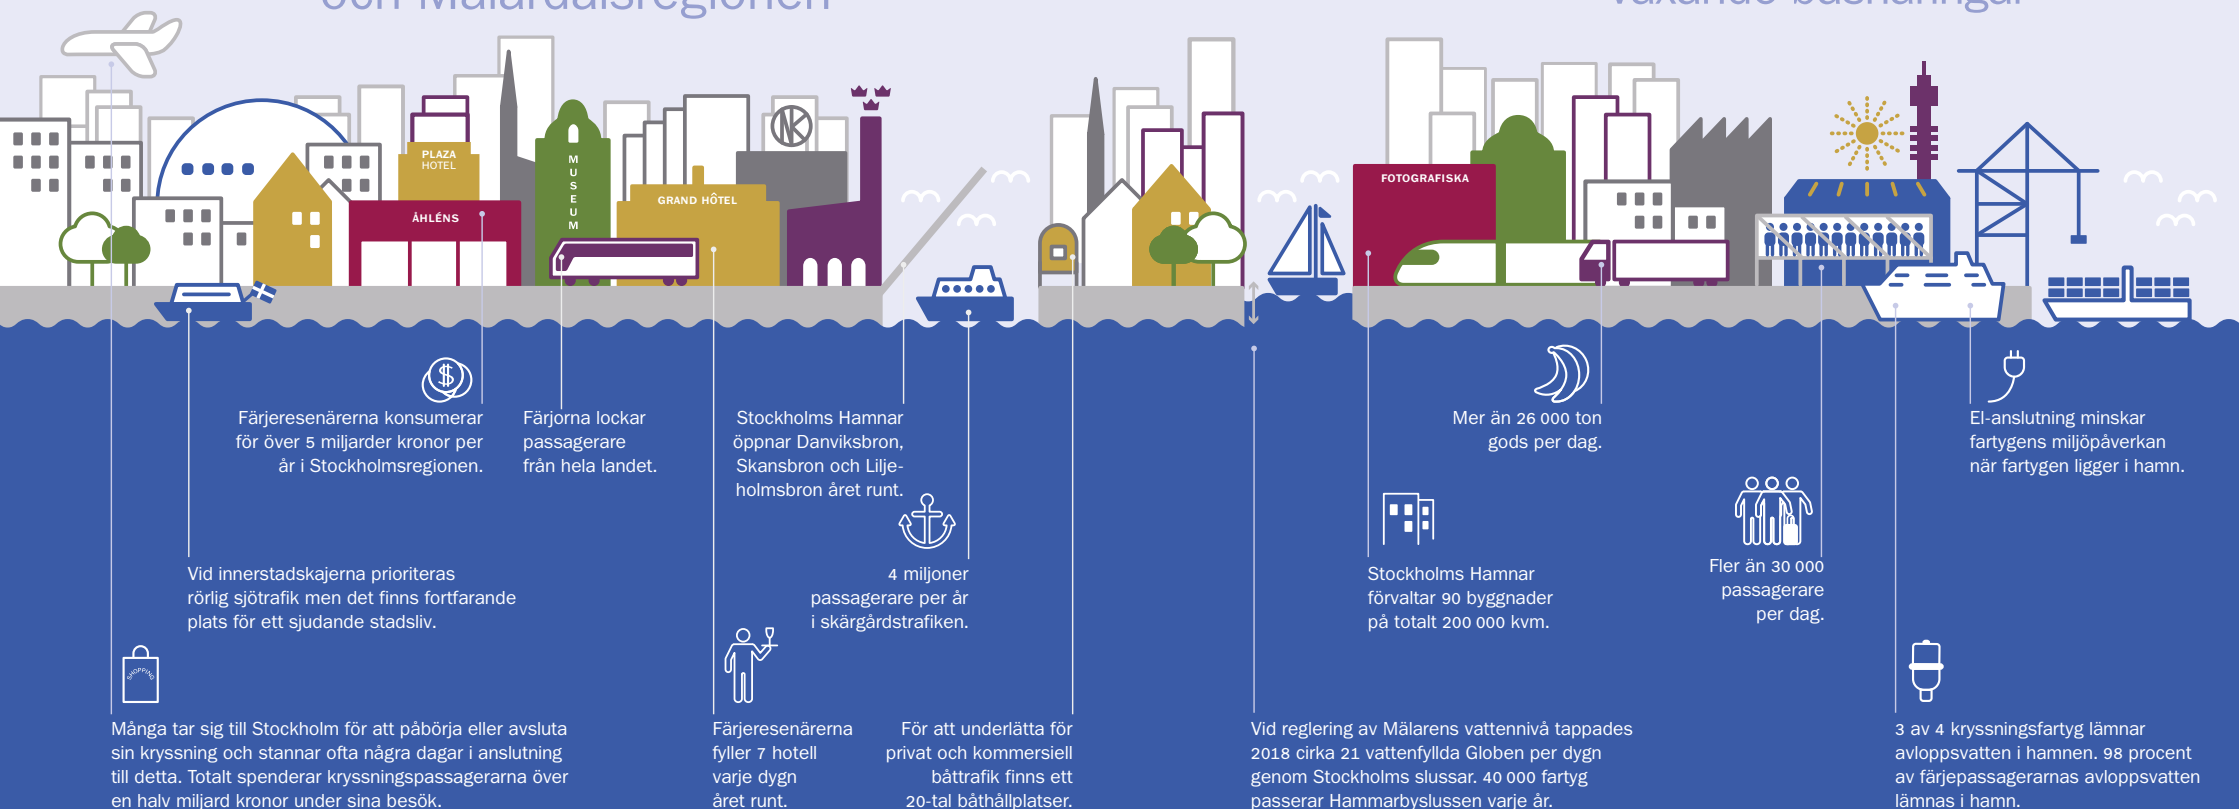 och Mälardalsregionen
växande basnäringar
PLAZA
HOTEL
ÅHLÉNS
MUSEUM
GRAND HÔTEL
NK
FOTOGRAFISKA
$
Färjeresenärerna konsumerar
för över 5 miljarder kronor per
år i Stockholmsregionen.
Färjorna lockar
passagerare
från hela landet.
Stockholms Hamnar
öppnar Danviksbron,
Skansbron och Lilje-
holmsbron året runt.
Mer än 26 000 ton
gods per dag.
El-anslutning minskar
fartygens miljöpåverkan
när fartygen ligger i hamn.
Vid innerstadskajerna prioriteras
rörlig sjötrafik men det finns fortfarande
plats för ett sjudande stadsliv.
4 miljoner
passagerare per år
i skärgårdstrafiken.
Stockholms Hamnar
förvaltar 90 byggnader
på totalt 200 000 kvm.
Fler än 30 000
passagerare
per dag.
SHOPPING
Många tar sig till Stockholm för att påbörja eller avsluta
sin kryssning och stannar ofta några dagar i anslutning
till detta. Totalt spenderar kryssningspassagerarna över
en halv miljard kronor under sina besök.
Färjeresenärerna
fyller 7 hotell
varje dygn
året runt.
För att underlätta för
privat och kommersiell
båttrafik finns ett
20-tal båthållplatser.
Vid reglering av Mälarens vattennivå tappades
2018 cirka 21 vattenfyllda Globen per dygn
genom Stockholms slussar. 40 000 fartyg
passerar Hammarbyslussen varje år.
3 av 4 kryssningsfartyg lämnar
avloppsvatten i hamnen. 98 procent
av färjepassagerarnas avloppsvatten
lämnas i hamn.